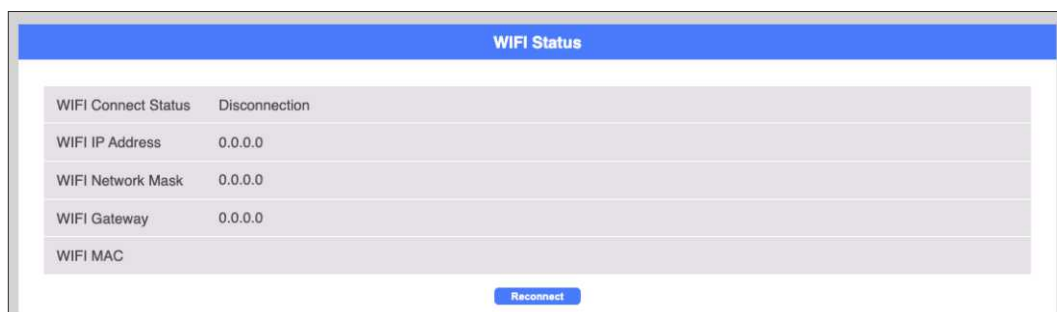 WIFI Status
WIFI Connect Status Disconnection
WIFI IP Address 0.0.0.0
WIFI Network Mask 0.0.0.0
WIFI Gateway 0.0.0.0
WIFI MAC
Reconnect